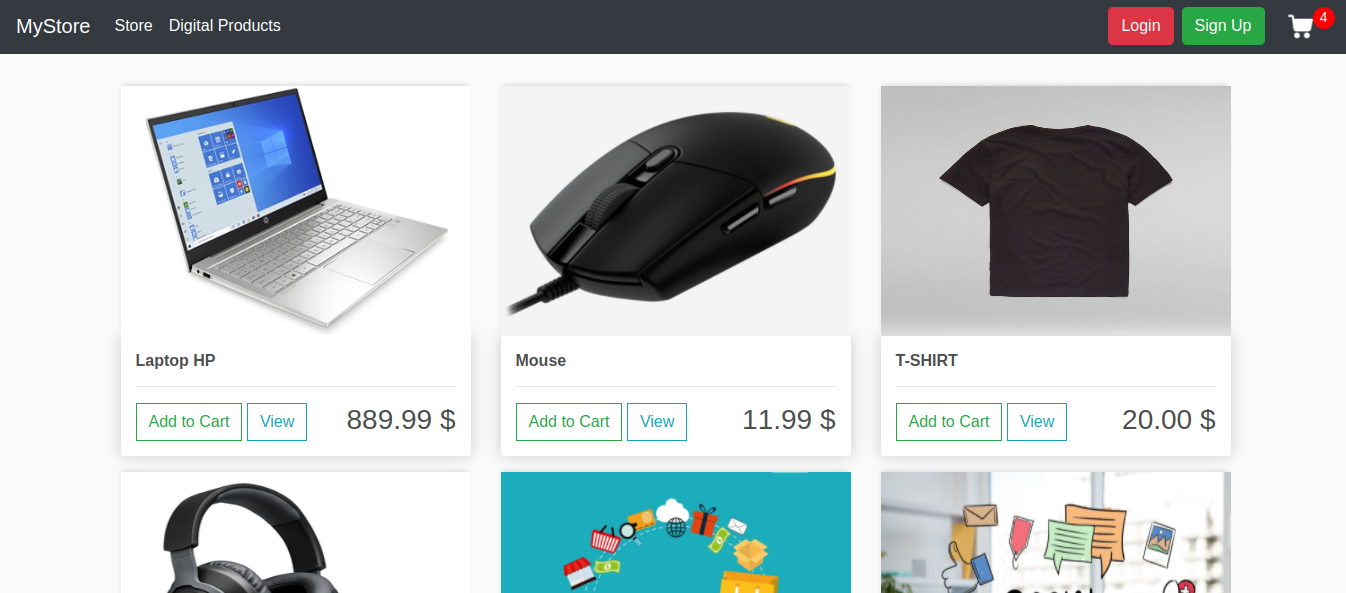 MyStore Store Digital Products Login Sign Up 4
Laptop HP
Add to Cart View 889.99 $
Mouse
Add to Cart View 11.99 $
T-SHIRT
Add to Cart View 20.00 $